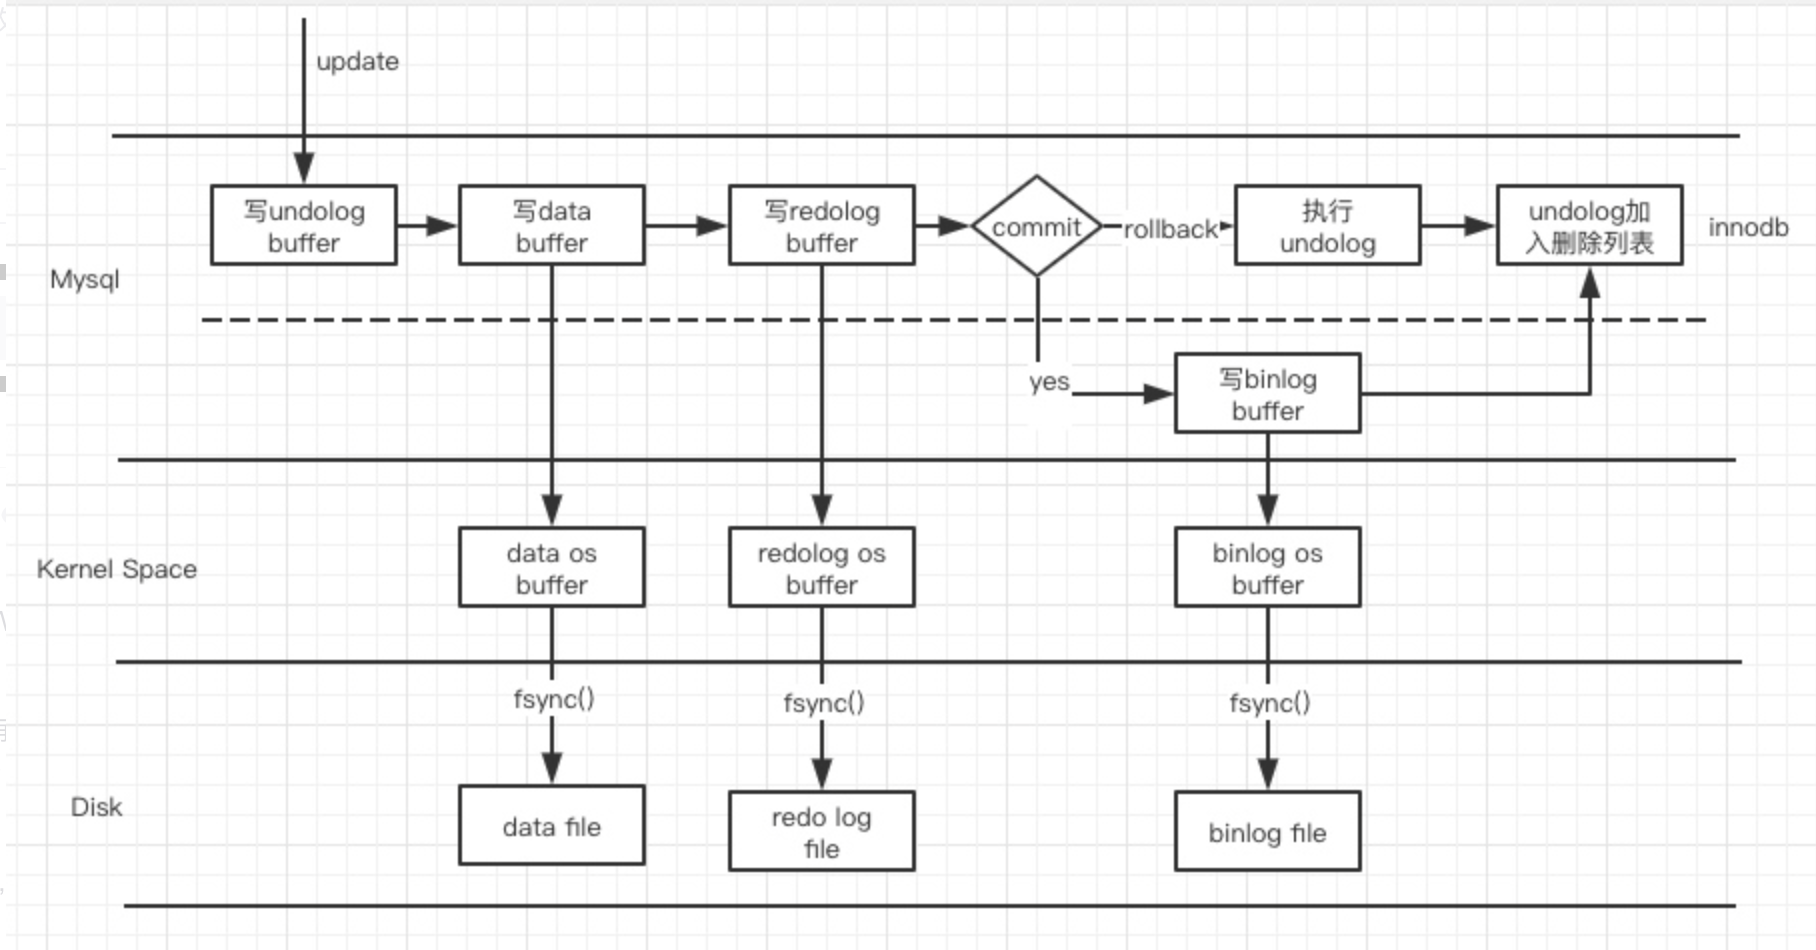 update
写undolog
buffer
写data
buffer
写redolog
buffer
commit
rollback
执行
undolog
undolog加
入删除列表
innodb
Mysql
yes
写binlog
buffer
Kernel Space
data os
buffer
redolog os
buffer
binlog os
buffer
fsync()
fsync()
fsync()
Disk
data file
redo log
file
binlog file